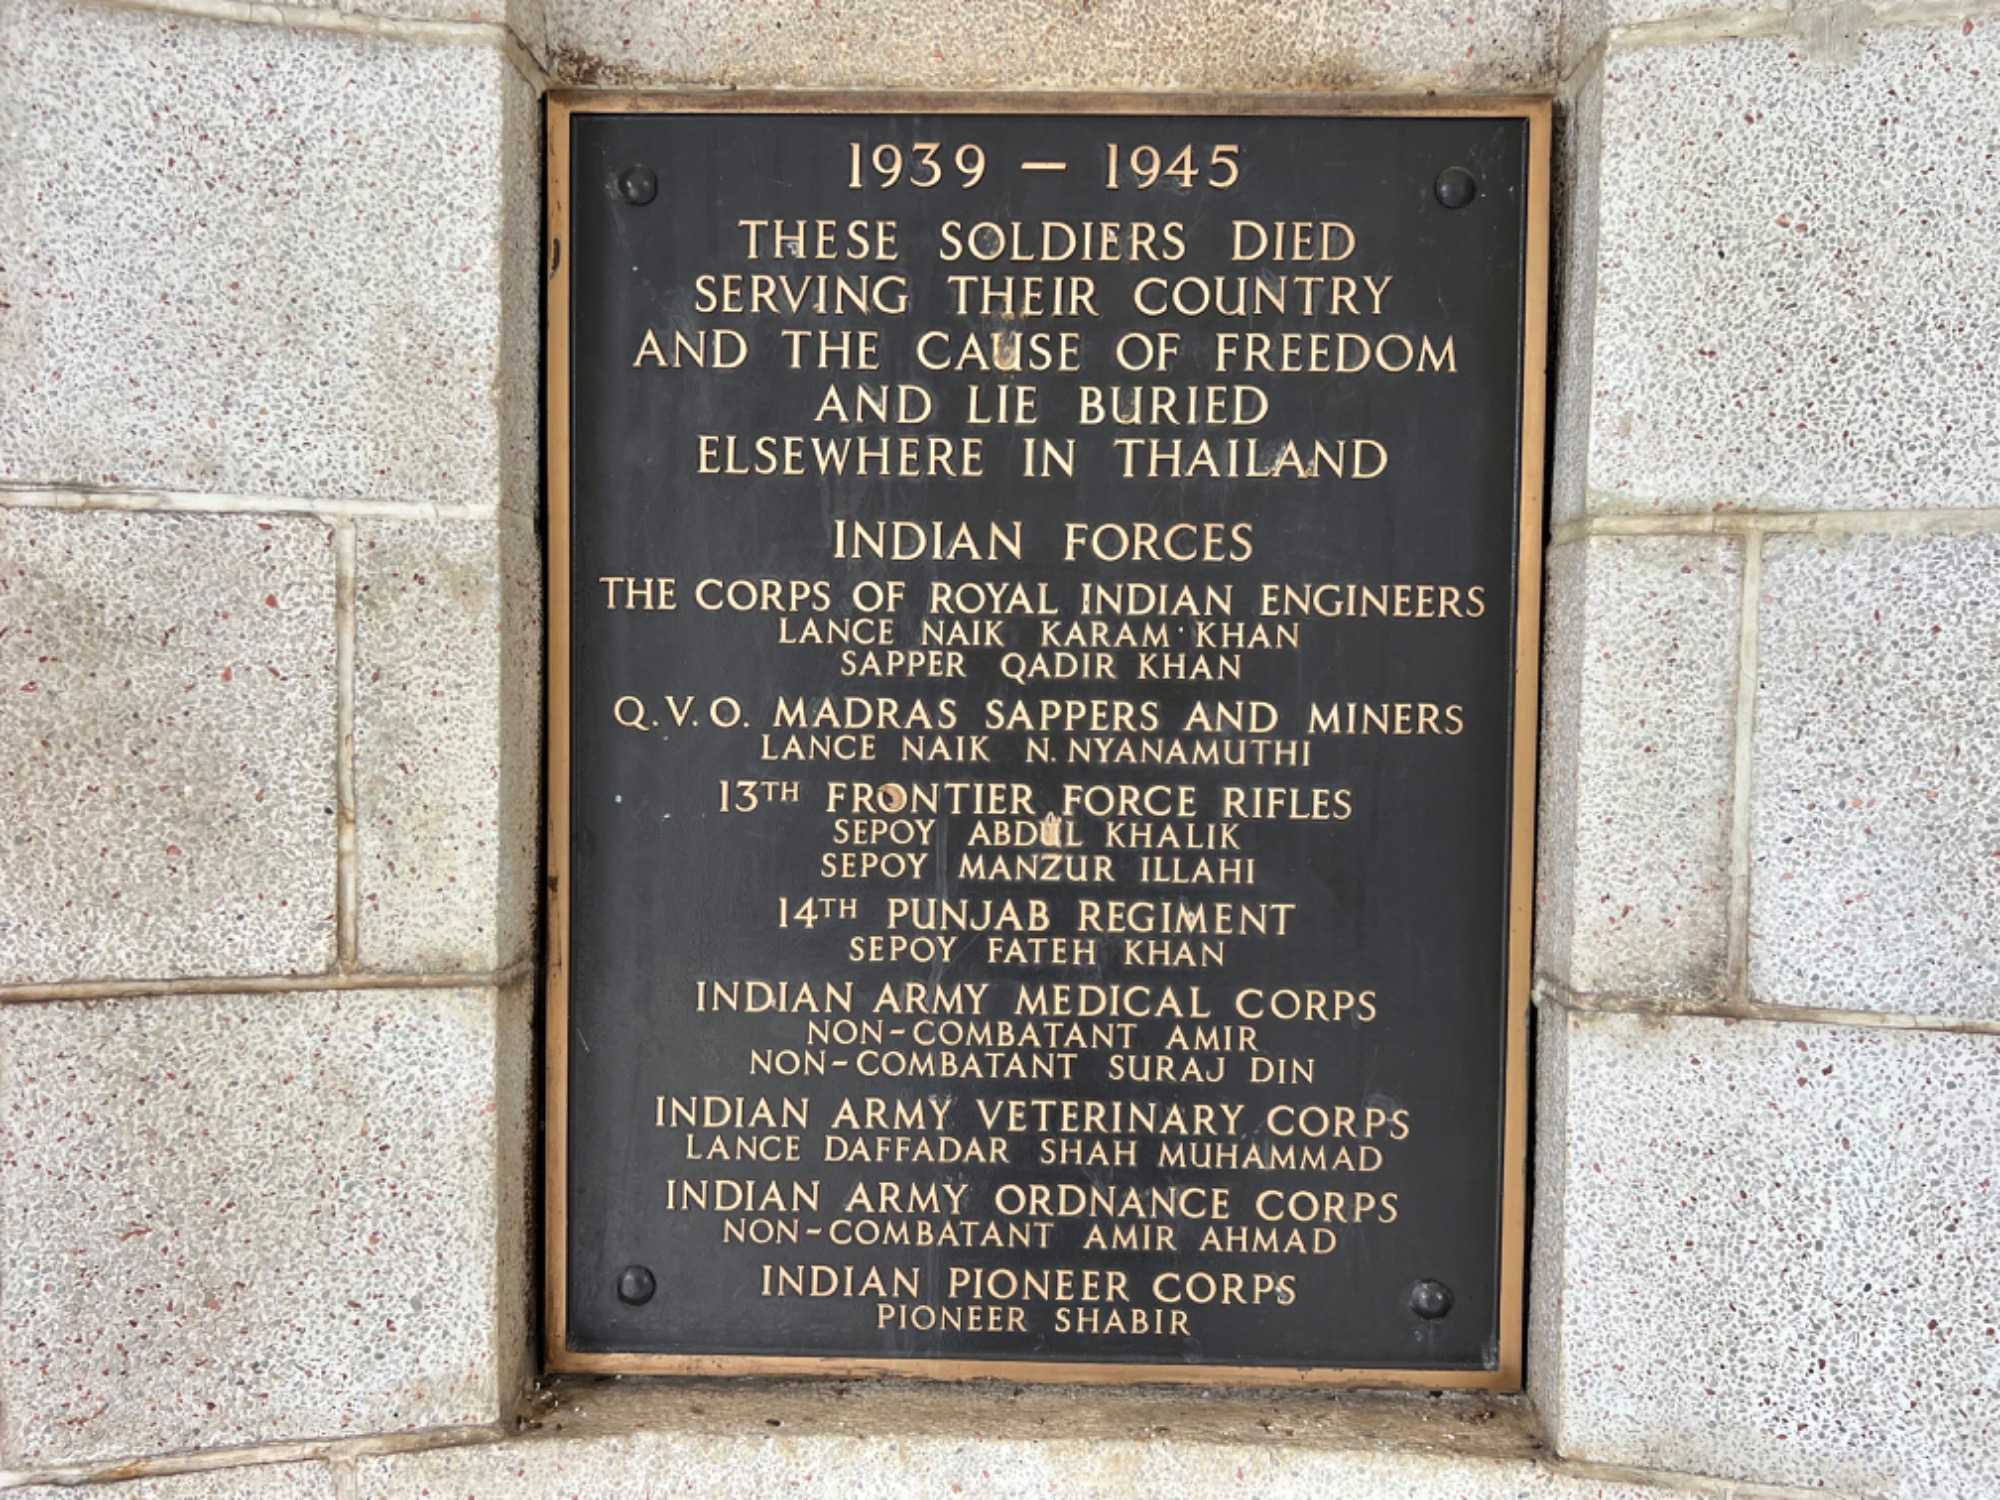 1939 – 1945
THESE SOLDIERS DIED
SERVING THEIR COUNTRY
AND THE CAUSE OF FREEDOM
AND LIE BURIED
ELSEWHERE IN THAILAND
INDIAN FORCES
THE CORPS OF ROYAL INDIAN ENGINEERS
LANCE NAIK KARAM KHAN
SAPPER QADIR KHAN
Q.V.O. MADRAS SAPPERS AND MINERS
LANCE NAIK N. NYANAMUTHI
13TH FRONTIER FORCE RIFLES
SEPOY ABDUL KHALIK
SEPOY MANZUR ILLAHI
14TH PUNJAB REGIMENT
SEPOY FATEH KHAN
INDIAN ARMY MEDICAL CORPS
NON-COMBATANT AMIR
NON-COMBATANT SURAJ DIN
INDIAN ARMY VETERINARY CORPS
LANCE DAFFADAR SHAH MUHAMMAD
INDIAN ARMY ORDNANCE CORPS
NON-COMBATANT AMIR AHMAD
INDIAN PIONEER CORPS
PIONEER SHABIR